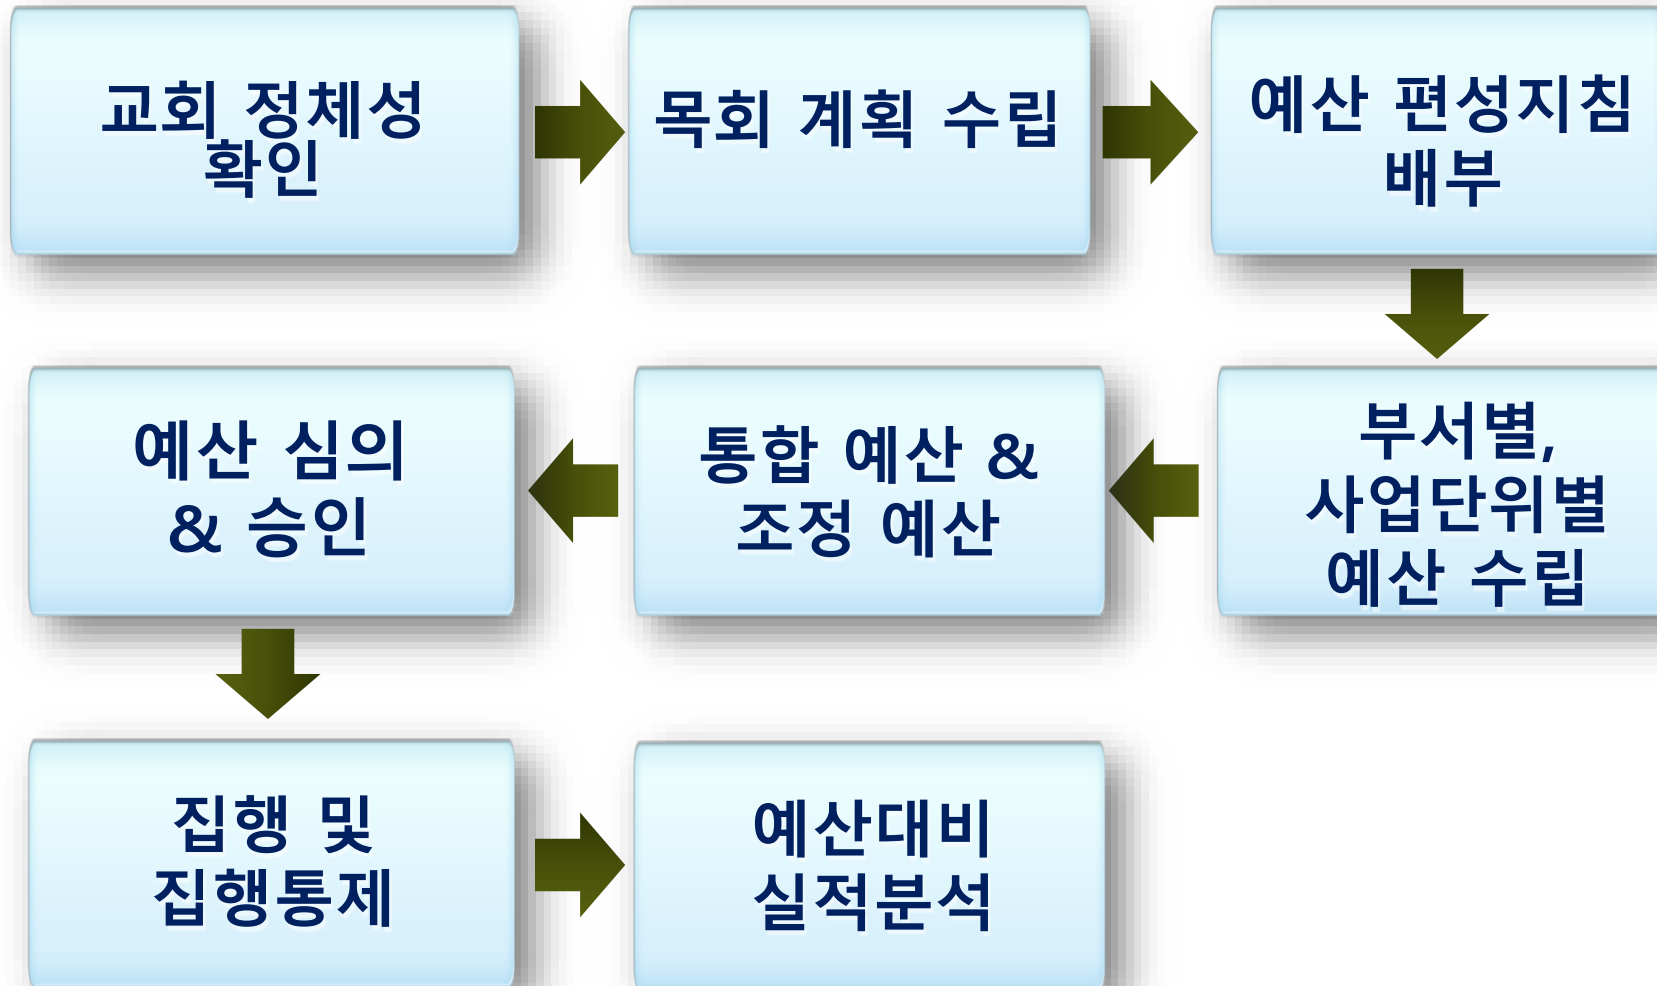 교회 정체성
확인
목회 계획 수립
예산 편성지침
배부
부서별,
사업단위별
예산 수립
통합 예산 &
조정 예산
예산 심의
& 승인
집행 및
집행통제
예산대비
실적분석